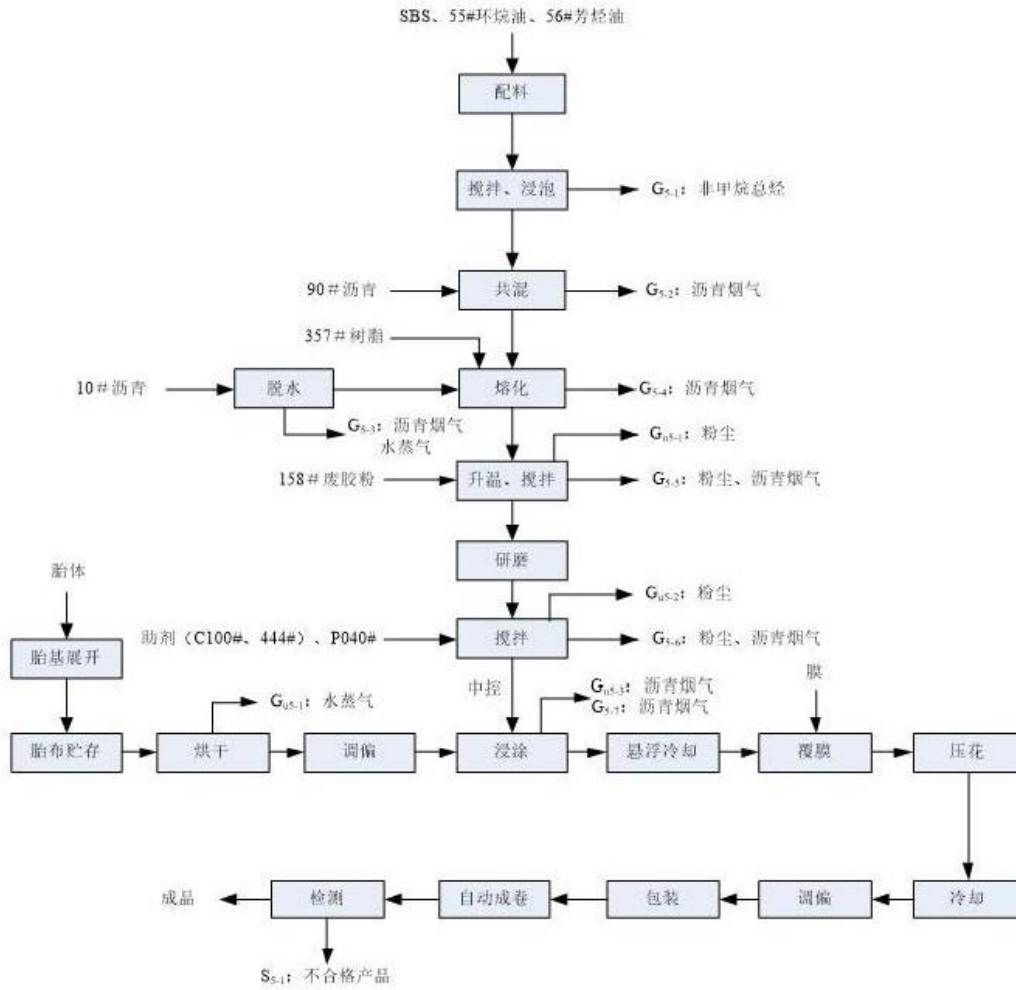 SBS、55#环烷油、56#芳烃油
配料
搅拌、浸泡
G5-1：非甲烷总烃
90＃沥青
共混
G5-2：沥青烟气
357＃树脂
10＃沥青
脱水
熔化
G5-4：沥青烟气
G5-3：沥青烟气
水蒸气
Gu5-1：粉尘
158＃废胶粉
升温、搅拌
G5-5：粉尘、沥青烟气
研磨
胎体
Gu5-2：粉尘
助剂（C100#、444#）、P040#
搅拌
G5-6：粉尘、沥青烟气
胎基展开
膜
中控
Gu5-3：沥青烟气
G5-7：沥青烟气
Gu5-1：水蒸气
胎布贮存
烘干
调偏
浸涂
悬浮冷却
覆膜
压花
成品
检测
自动成卷
包装
调偏
冷却
S5-1：不合格产品